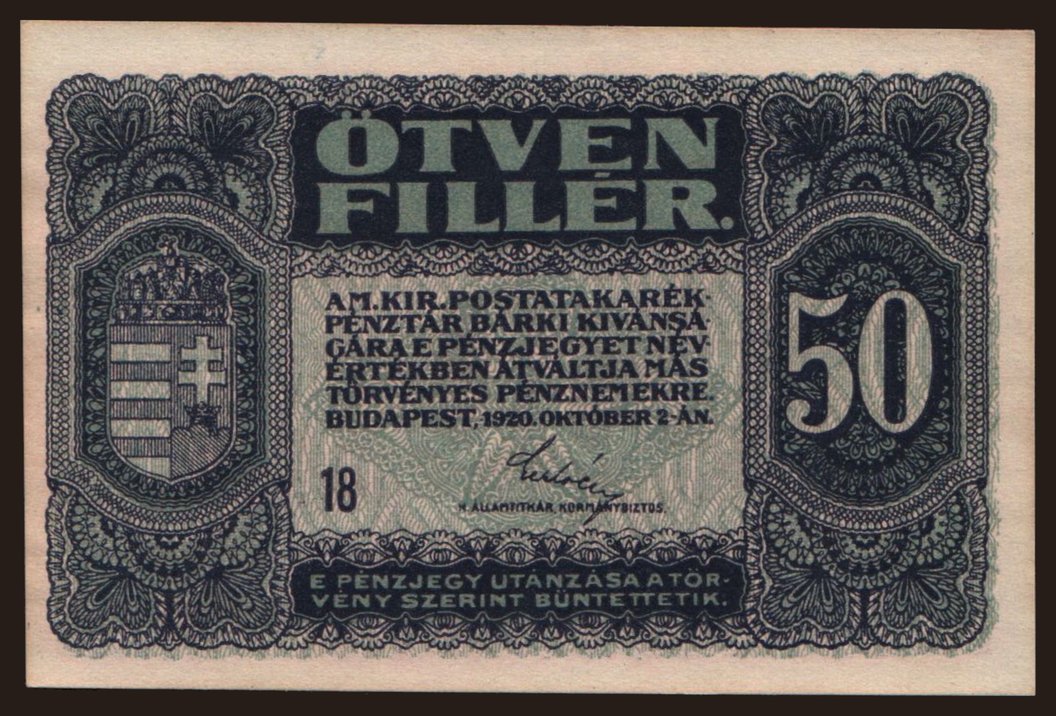 ÖTVEN
FILLÉR.
A M. KIR. POSTATAKARÉK-
PÉNZTÁR BÁRKI KIVÁNSÁ
GÁRA E PÉNZJEGYET NÉV-
ÉRTÉKBEN ÁTVÁLTJA MÁS
TÖRVÉNYES PÉNZNEMEKRE.
BUDAPEST, 1920. OKTÓBER 2-ÁN.
50
18
H. ÁLLAMTITKÁR, KORMÁNYBIZTOS.
E PÉNZJEGY UTÁNZÁSA A TÖR-
VÉNY SZERINT BÜNTETTETIK.